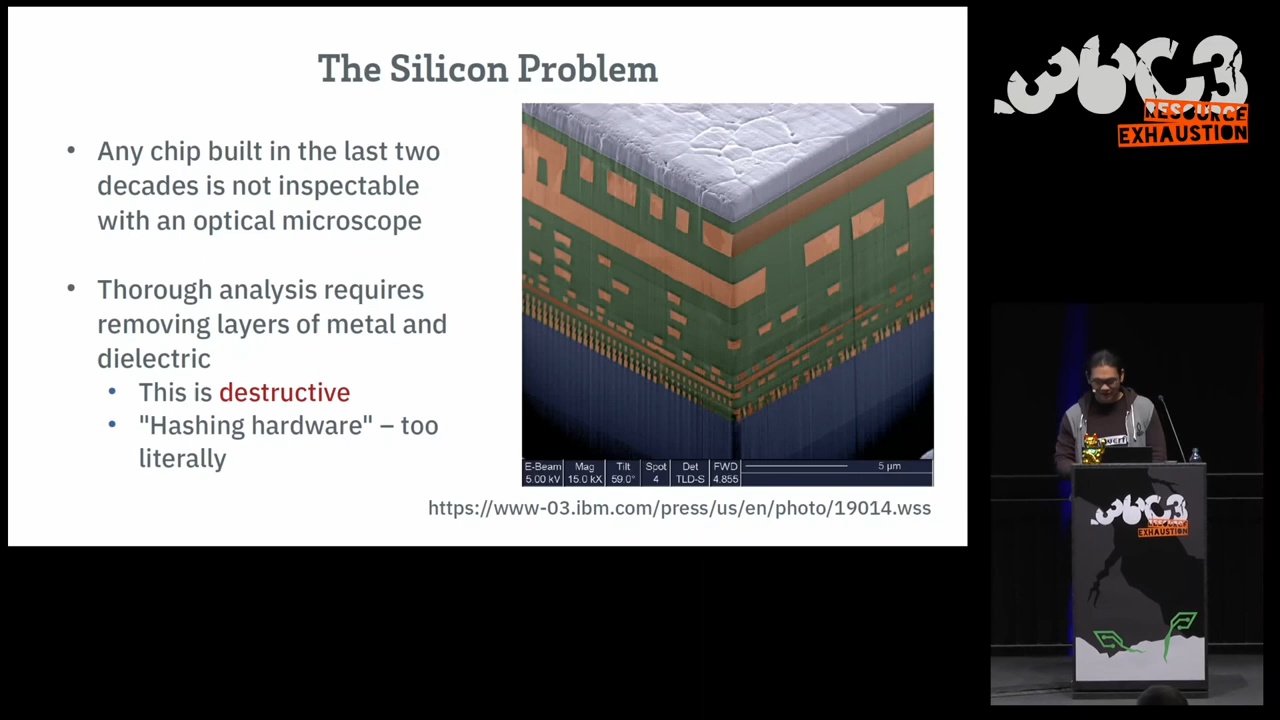 The Silicon Problem
• Any chip built in the last two
decades is not inspectable
with an optical microscope
• Thorough analysis requires
removing layers of metal and
dielectric
• This is destructive
• "Hashing hardware" – too
literally
E-Beam Mag Tilt Spot Det FWD 5 µm
5.00 kV 15.0 kX 59.0° 4 TLD-S 4.855
https://www-03.ibm.com/press/us/en/photo/19014.wss
36C3
RESOURCE
EXHAUSTION
36C3
RESOURCE
EXHAUSTION